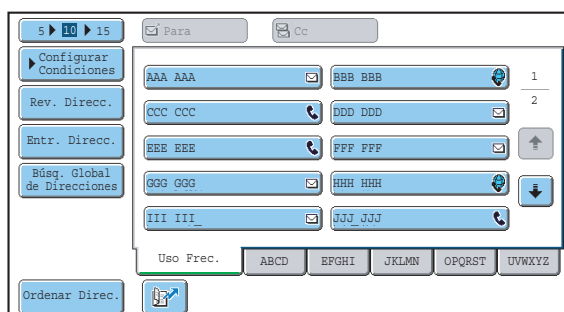 5 10 15
Para
Cc
Configurar
Condiciones
Rev. Direcc.
Entr. Direcc.
Búsq. Global
de Direcciones
AAA AAA
BBB BBB
CCC CCC
DDD DDD
EEE EEE
FFF FFF
GGG GGG
HHH HHH
III III
JJJ JJJ
1
2
Uso Frec.
ABCD
EFGHI
JKLMN
OPQRST
UVWXYZ
Ordenar Direc.